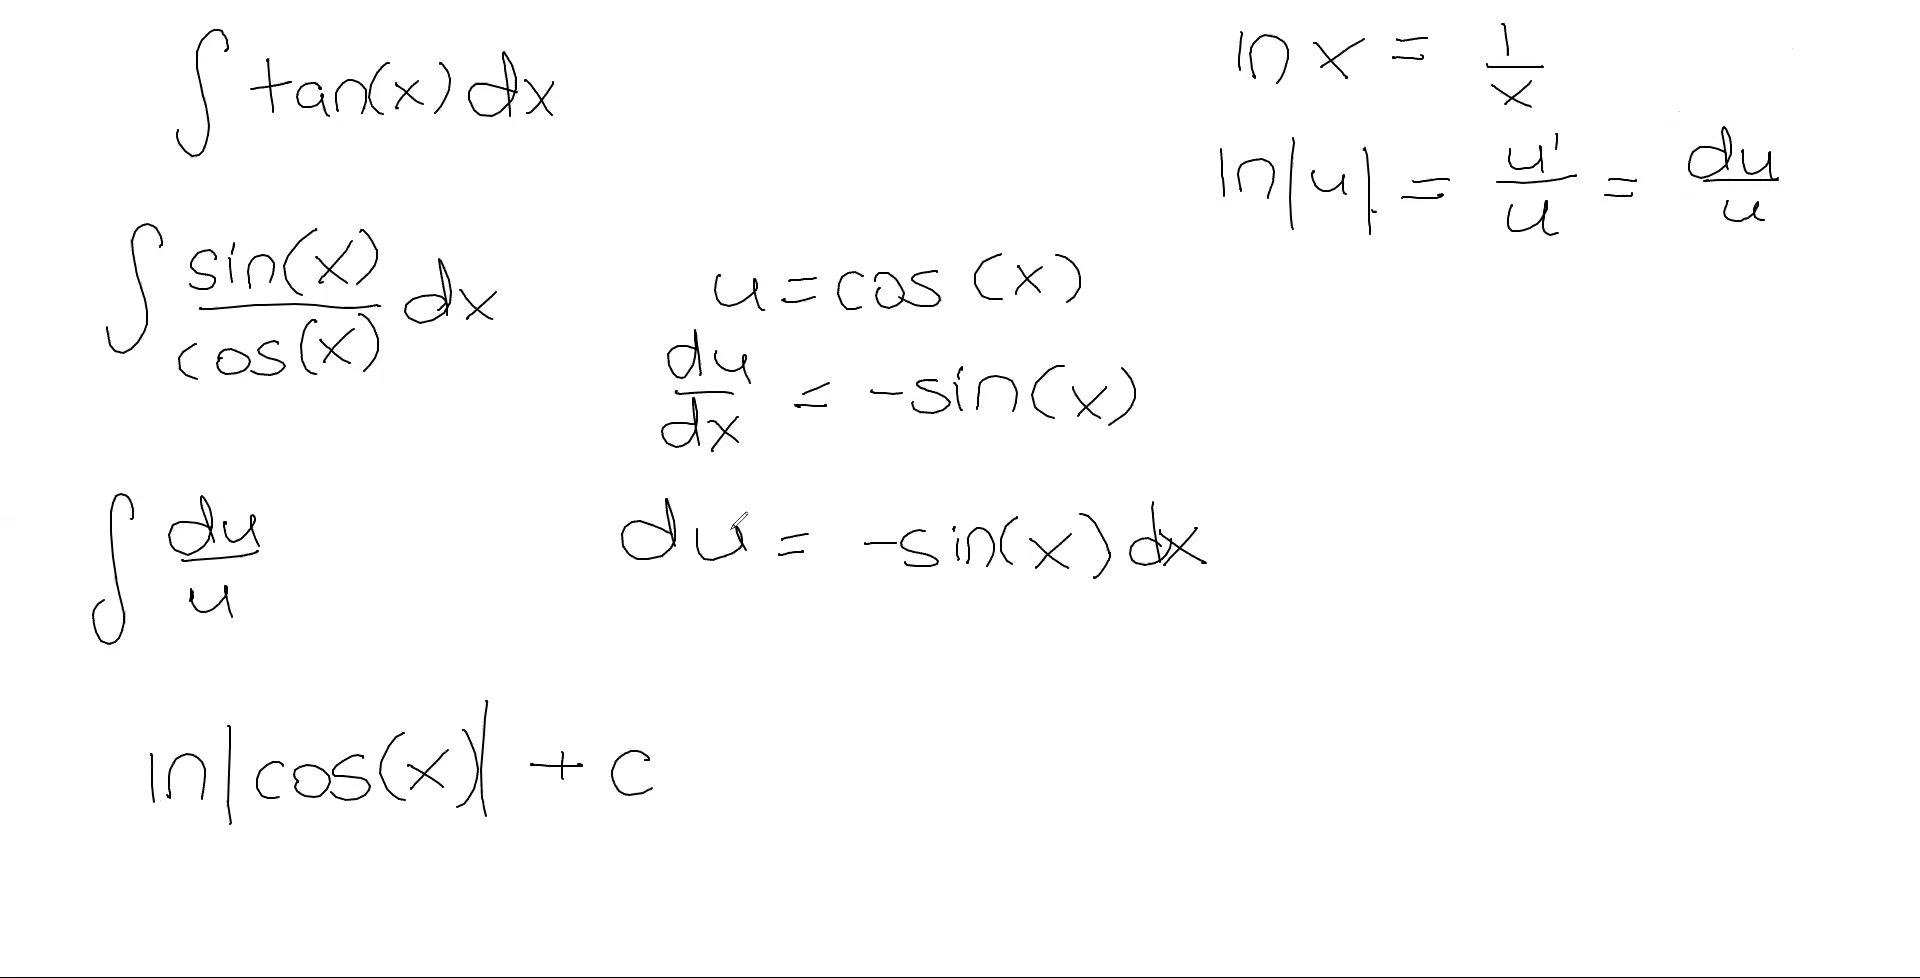 ∫ tan(x) dx
ln x = 1/x
ln|u| = u'/u = du/u
∫ sin(x)/cos(x) dx
u = cos (x)
du/dx = -sin(x)
∫ du/u
du = -sin(x) dx
ln|cos(x)| + c